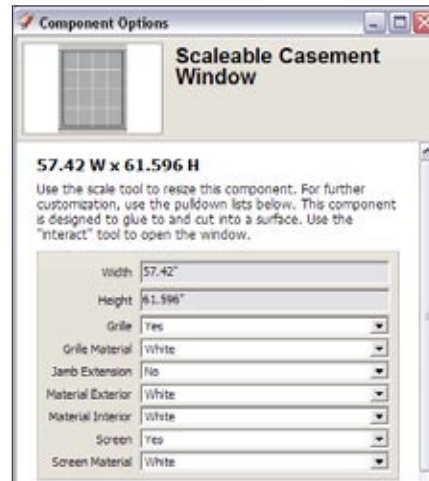 Component Options
Scaleable Casement
Window
57.42 W x 61.596 H
Use the scale tool to resize this component. For further
customization, use the pulldown lists below. This component
is designed to glue to and cut into a surface. Use the
"interact" tool to open the window.
Width 57.42"
Height 61.596"
Grille Yes
Grille Material White
Jamb Extension No
Material Exterior White
Material Interior White
Screen Yes
Screen Material White